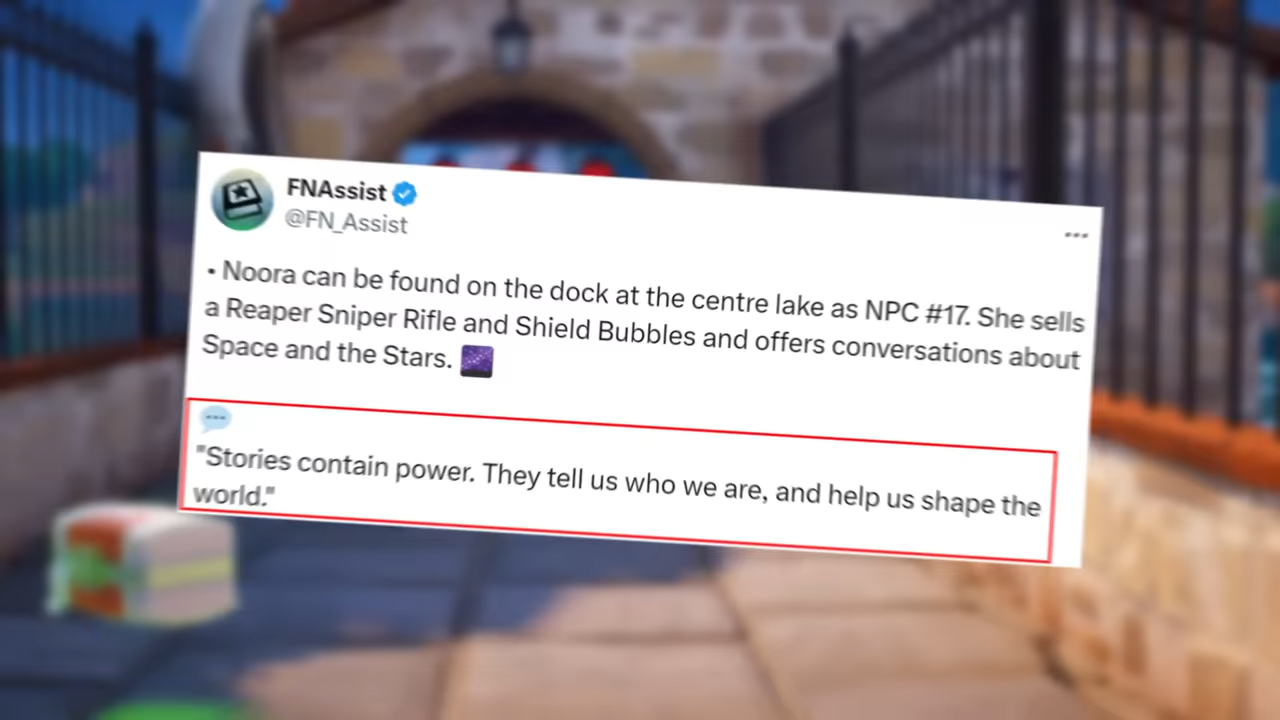 FNAssist
@FN_Assist
• Noora can be found on the dock at the centre lake as NPC #17. She sells
a Reaper Sniper Rifle and Shield Bubbles and offers conversations about
Space and the Stars.
"Stories contain power. They tell us who we are, and help us shape the
world."